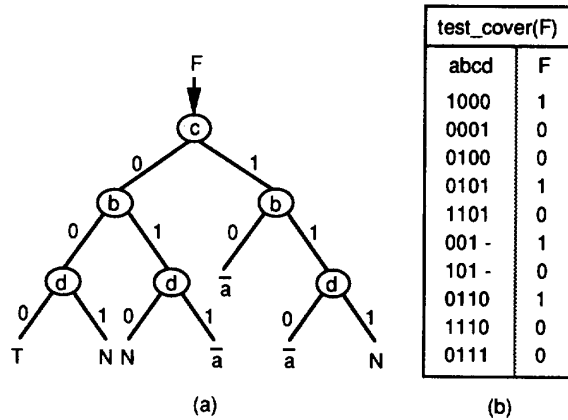 F
c
0 1
b b
0 1 0 1
d d a̅ d
0 1 0 1 0 1
T N N a̅ a̅ N
(a)
test_cover(F)
abcd F
1000 1
0001 0
0100 0
0101 1
1101 0
001 - 1
101 - 0
0110 1
1110 0
0111 0
(b)